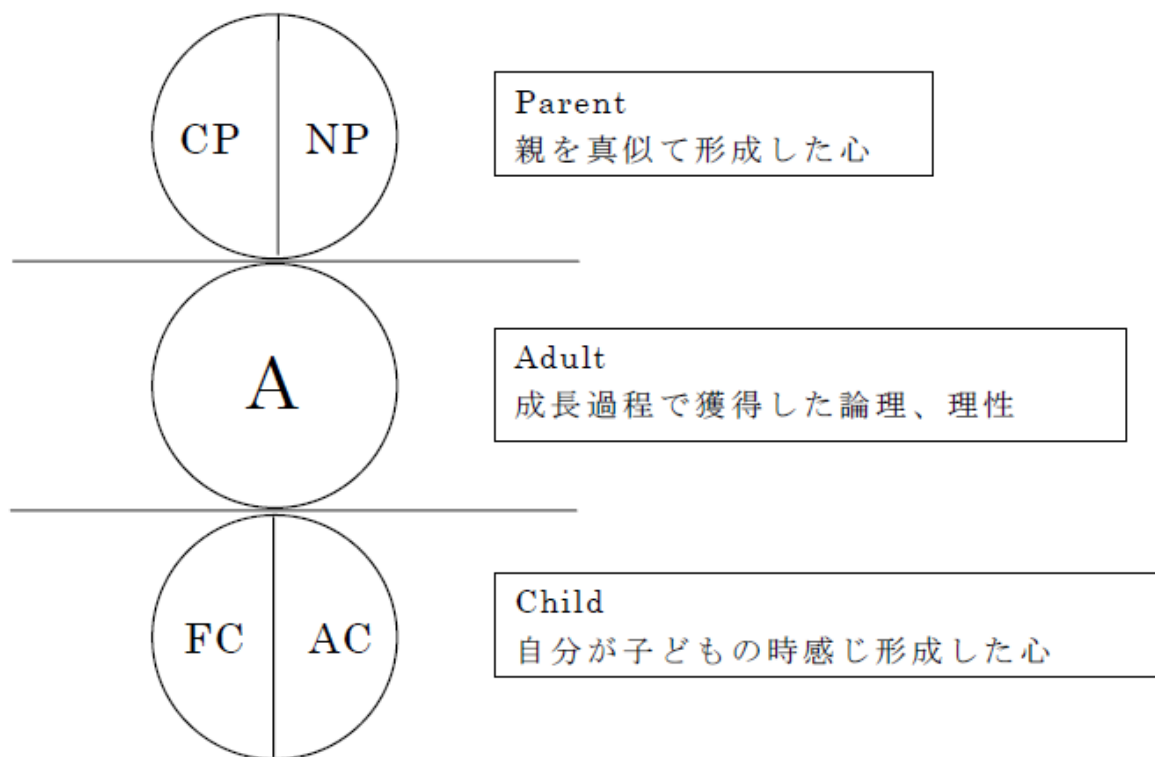 CP NP
Parent
親を真似て形成した心
A
Adult
成長過程で獲得した論理、理性
FC AC
Child
自分が子どもの時感じ形成した心